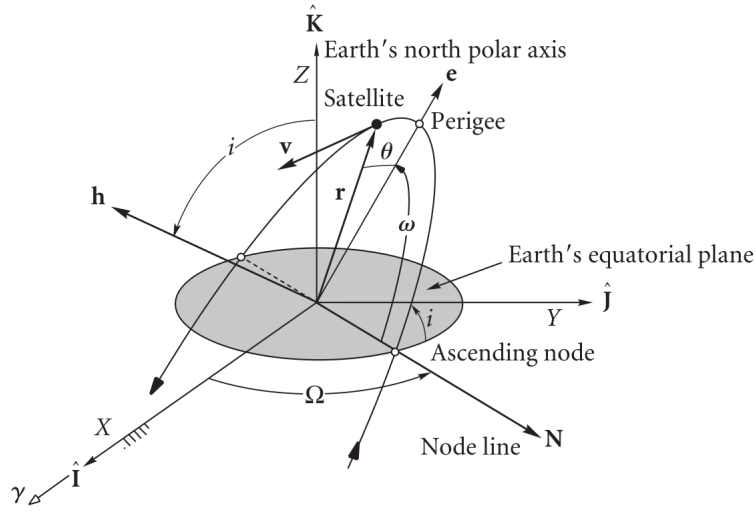 K̂
Earth's north polar axis
Z
e
Satellite
Perigee
i
v
θ
r
h
ω
Earth's equatorial plane
Ĵ
Y
i
Ascending node
Ω
X
N
Node line
Î
γ